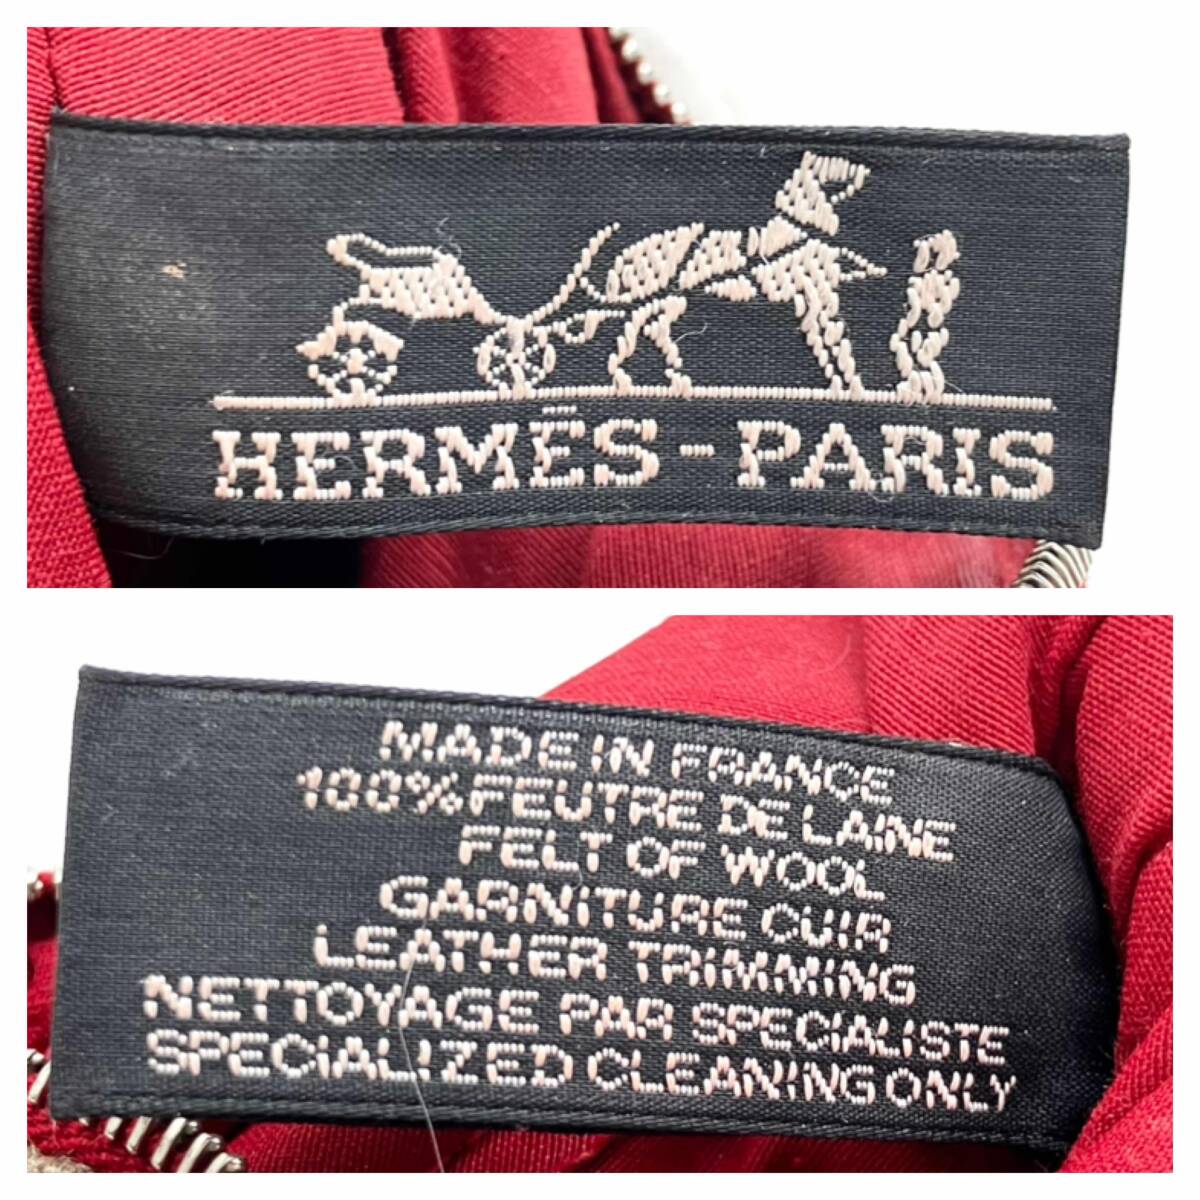 HERMÈS-PARIS
MADE IN FRANCE
100% FEUTRE DE LAINE
FELT OF WOOL
GARNITURE CUIR
LEATHER TRIMMING
NETTOYAGE PAR SPECIALISTE
SPECIALIZED CLEANING ONLY